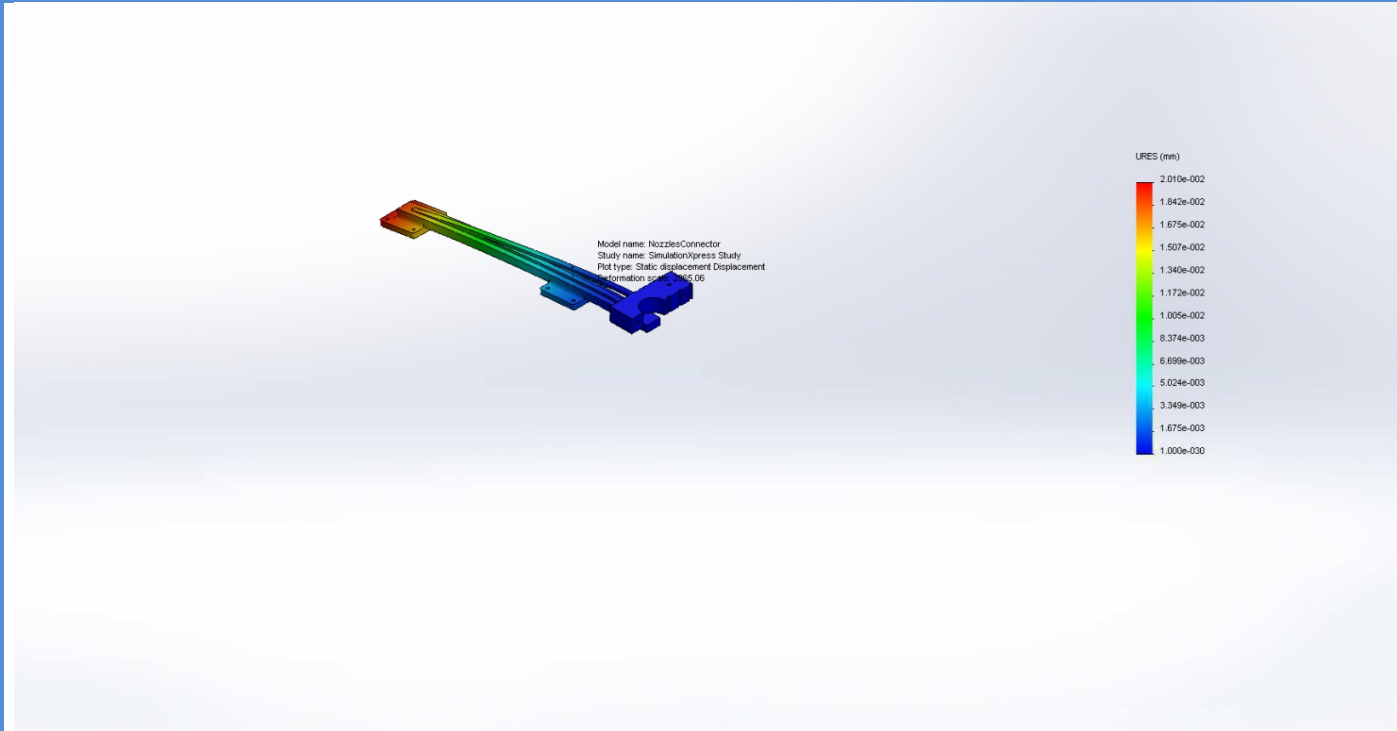 Model name: NozzlesConnector
Study name: SimulationXpress Study
Plot type: Static displacement Displacement
Deformation scale:
URES (mm)
2.010e-002
1.842e-002
1.675e-002
1.507e-002
1.340e-002
1.172e-002
1.005e-002
8.374e-003
6.699e-003
5.024e-003
3.349e-003
1.675e-003
1.000e-030